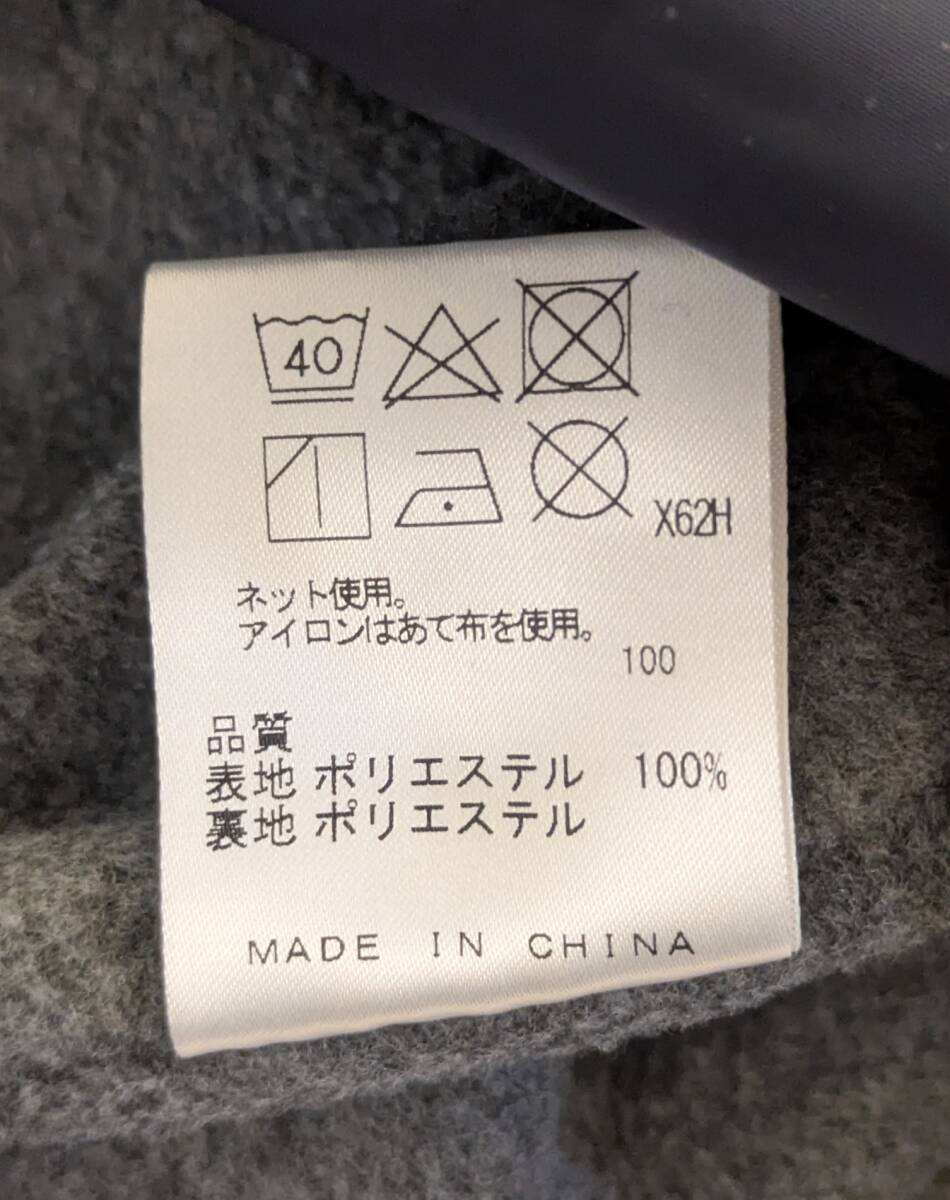 40
X62H
ネット使用。
アイロンはあて布を使用。
100
品質
表地 ポリエステル 100%
裏地 ポリエステル
MADE IN CHINA